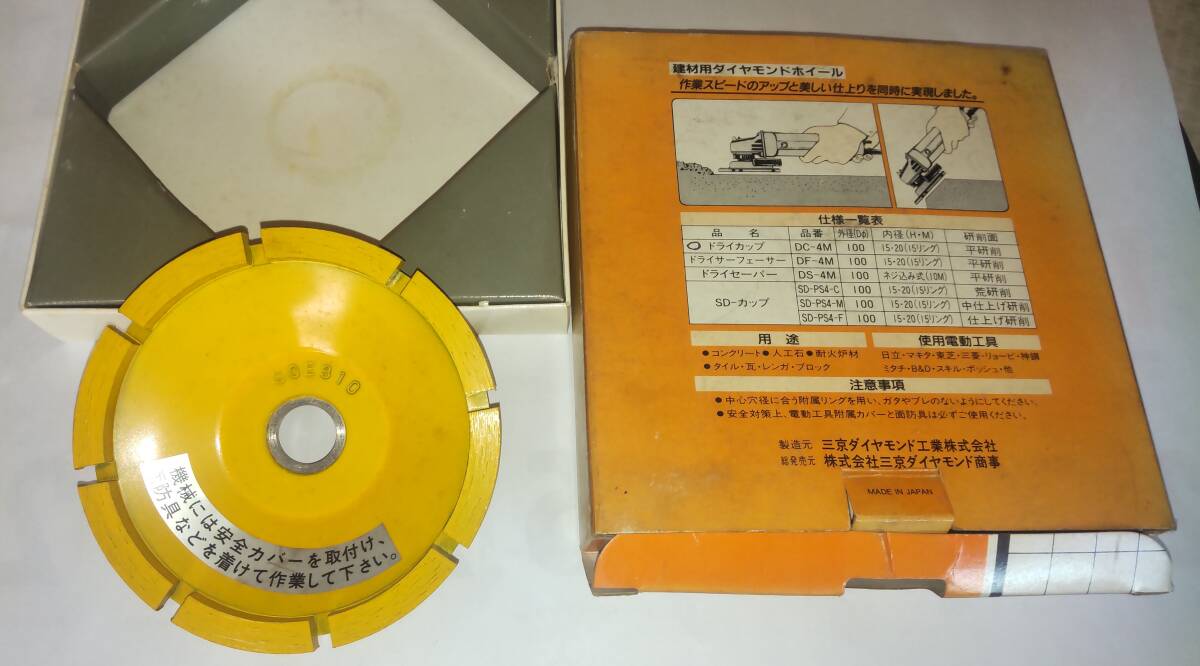 建材用ダイヤモンドホイール
作業スピードのアップと美しい仕上りを同時に実現しました。
仕様一覧表
品名 品番 外径(Dφ) 内径(H・M) 研削面
ドライカップ DC-4M 100 15-20(15リング) 平研削
ドライサーフェーサー DF-4M 100 15-20(15リング) 平研削
ドライセーバー DS-4M 100 ネジ込み式(10M) 平研削
SD-カップ
SD-PS4-C 100 15-20(15リング) 荒研削
SD-PS4-M 100 15-20(15リング) 中仕上げ研削
SD-PS4-F 100 15-20(15リング) 仕上げ研削
用途
●コンクリート●人工石●耐火炉材
●タイル・瓦・レンガ・ブロック
使用電動工具
日立・マキタ・東芝・三菱・リョービ・神鋼
ミタチ・B&D・スキル・ボッシュ・他
注意事項
●中心穴径に合う付属リングを用い、ガタやブレのないようにしてください。
●安全対策上、電動工具附属カバーと面防具は必ずご使用ください。
製造元 三京ダイヤモンド工業株式会社
総発売元 株式会社三京ダイヤモンド商事
MADE IN JAPAN
機械には安全カバーを取付け、
防具などを着けて作業して下さい。